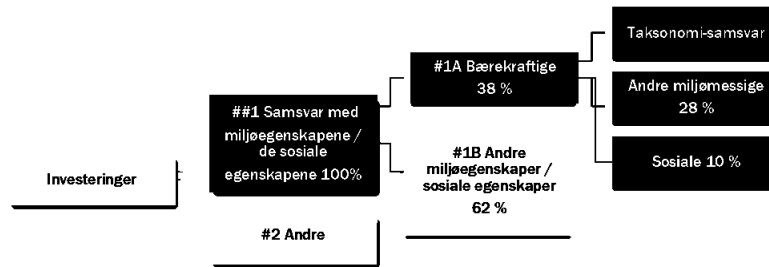 Investeringer
##1 Samsvar med
miljøegenskapene /
de sosiale
egenskapene 100%
#2 Andre
#1A Bærekraftige
38 %
#1B Andre
miljøegenskaper /
sosiale egenskaper
62 %
Taksonomi-samsvar
Andre miljømessige
28 %
Sosiale 10 %